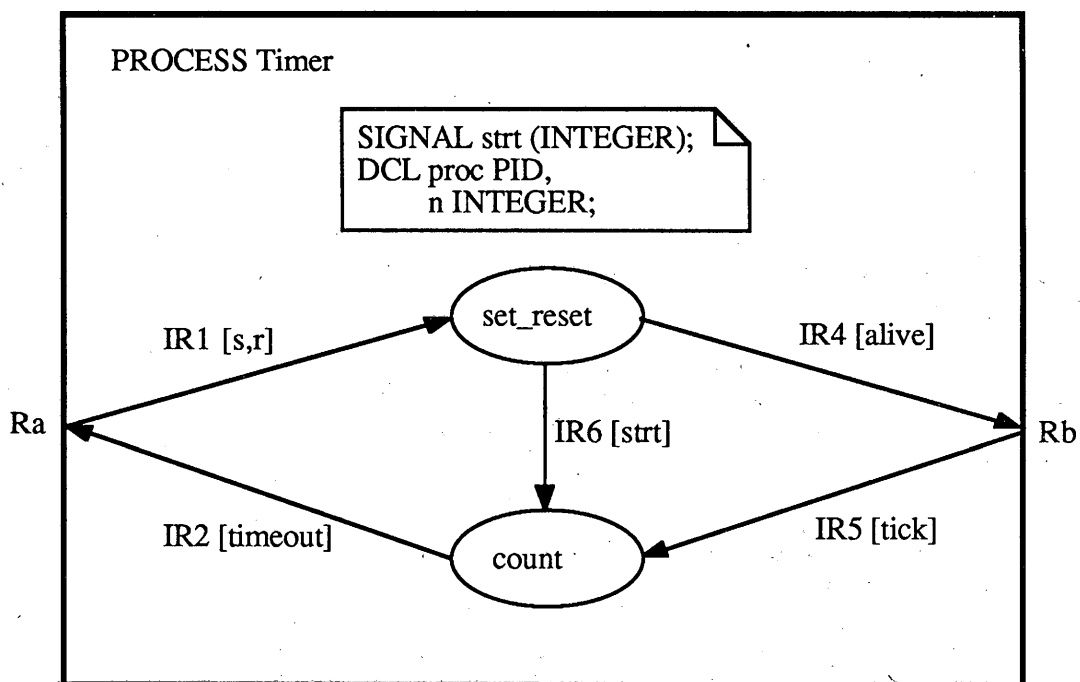 PROCESS Timer
SIGNAL strt (INTEGER);
DCL proc PID,
n INTEGER;
set_reset
IR1 [s,r]
IR4 [alive]
Ra
IR6 [strt]
Rb
IR2 [timeout]
IR5 [tick]
count